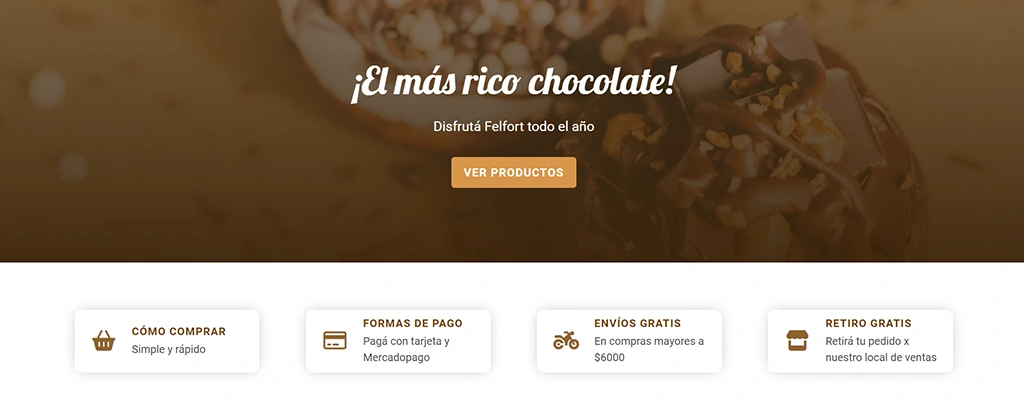 ¡El más rico chocolate!
Disfrutá Felfort todo el año
VER PRODUCTOS
CÓMO COMPRAR
Simple y rápido
FORMAS DE PAGO
Pagá con tarjeta y
Mercadopago
ENVÍOS GRATIS
En compras mayores a
$6000
RETIRO GRATIS
Retirá tu pedido x
nuestro local de ventas